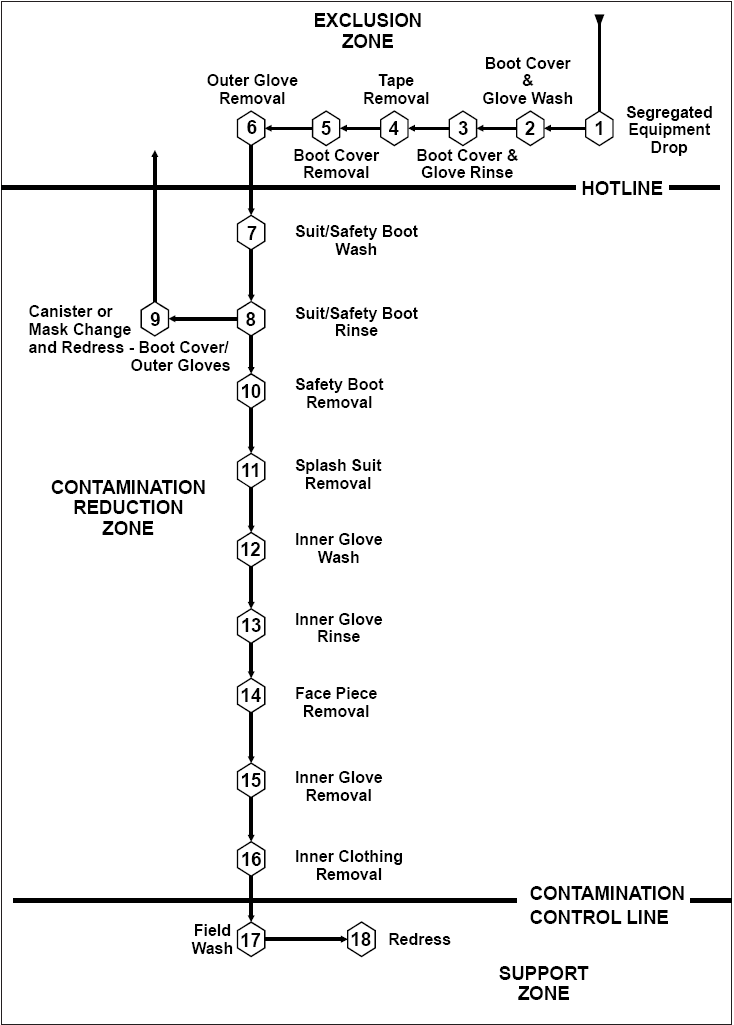 EXCLUSION
ZONE
Outer Glove
Removal
Tape
Removal
Boot Cover
&
Glove Wash
Segregated
Equipment
Drop
6
5
4
3
2
1
Boot Cover
Removal
Boot Cover &
Glove Rinse
HOTLINE
7
Suit/Safety Boot
Wash
Canister or
Mask Change
and Redress - Boot Cover/
Outer Gloves
9
8
Suit/Safety Boot
Rinse
10
Safety Boot
Removal
CONTAMINATION
REDUCTION
ZONE
11
Splash Suit
Removal
12
Inner Glove
Wash
13
Inner Glove
Rinse
14
Face Piece
Removal
15
Inner Glove
Removal
16
Inner Clothing
Removal
CONTAMINATION
CONTROL LINE
Field
Wash
17
18
Redress
SUPPORT
ZONE